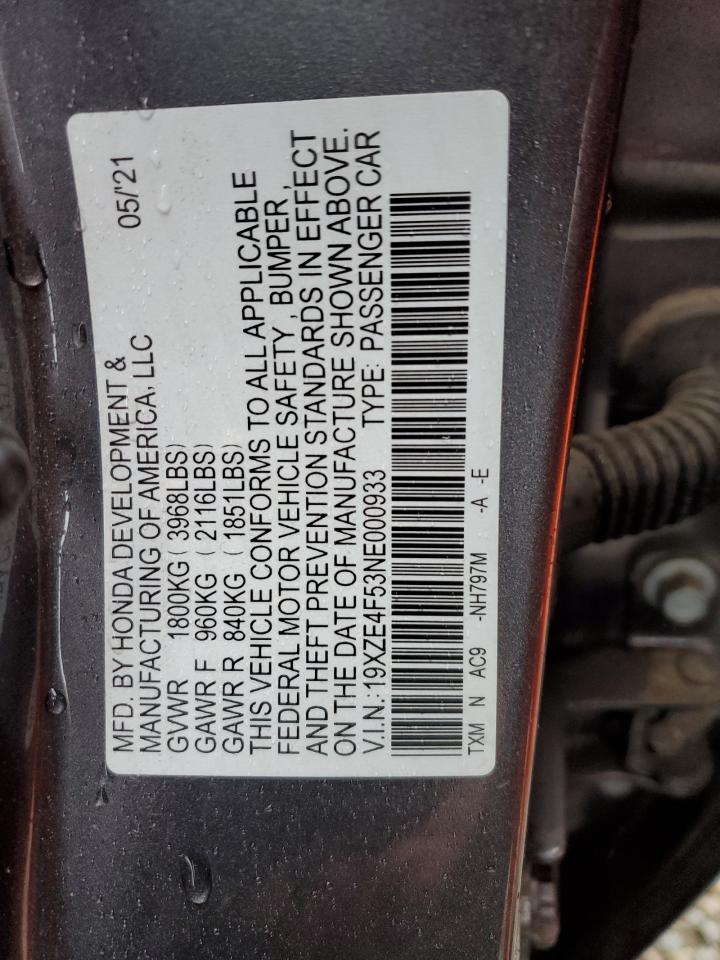 MFD. BY HONDA DEVELOPMENT & 05/'21
MANUFACTURING OF AMERICA, LLC
GVWR 1800KG (3968LBS)
GAWR F 960KG (2116LBS)
GAWR R 840KG (1851LBS)
THIS VEHICLE CONFORMS TO ALL APPLICABLE
FEDERAL MOTOR VEHICLE SAFETY, BUMPER,
AND THEFT PREVENTION STANDARDS IN EFFECT
ON THE DATE OF MANUFACTURE SHOWN ABOVE.
V.I.N.:19XZE4F53NE000933 TYPE: PASSENGER CAR
TXM N AC9 -NH797M -A -E